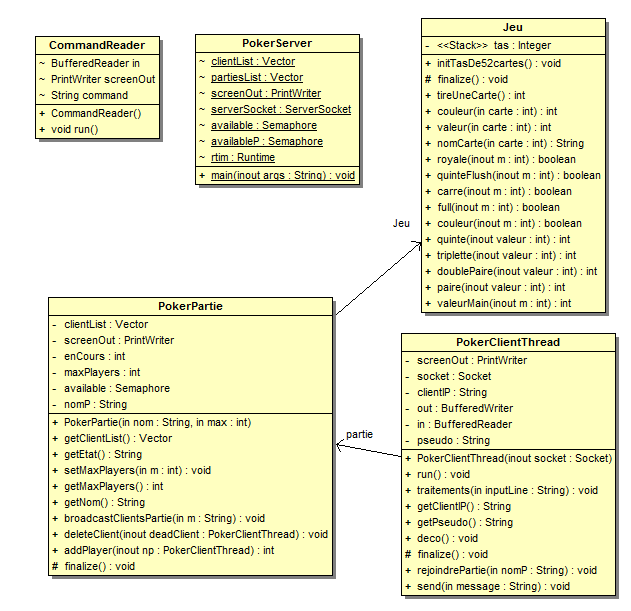 CommandReader
~ BufferedReader in
~ PrintWriter screenOut
~ String command
+ CommandReader()
+ void run()
PokerServer
~ clientList : Vector
~ partiesList : Vector
~ screenOut : PrintWriter
~ serverSocket : ServerSocket
~ available : Semaphore
~ availableP : Semaphore
~ rtim : Runtime
+ main(inout args : String) : void
Jeu
- <<Stack>> tas : Integer
+ initTasDe52cartes() : void
# finalize() : void
+ tireUneCarte() : int
+ couleur(in carte : int) : int
+ valeur(in carte : int) : int
+ nomCarte(in carte : int) : String
+ royale(inout m : int) : boolean
+ quinteFlush(inout m : int) : boolean
+ carre(inout m : int) : boolean
+ full(inout m : int) : boolean
+ couleur(inout m : int) : boolean
+ quinte(inout valeur : int) : int
+ triplette(inout valeur : int) : int
+ doublePaire(inout valeur : int) : int
+ paire(inout valeur : int) : int
+ valeurMain(inout m : int) : int
Jeu
PokerPartie
- clientList : Vector
- screenOut : PrintWriter
- enCours : int
- maxPlayers : int
- available : Semaphore
- nomP : String
+ PokerPartie(in nom : String, in max : int)
+ getClientList() : Vector
+ getEtat() : String
+ setMaxPlayers(in m : int) : void
+ getMaxPlayers() : int
+ getNom() : String
+ broadcastClientsPartie(in m : String) : void
+ deleteClient(inout deadClient : PokerClientThread) : void
+ addPlayer(inout np : PokerClientThread) : int
# finalize() : void
partie
PokerClientThread
- screenOut : PrintWriter
- socket : Socket
- clientIP : String
- out : BufferedWriter
- in : BufferedReader
- pseudo : String
+ PokerClientThread(inout socket : Socket)
+ run() : void
+ traitements(in inputLine : String) : void
+ getClientIP() : String
+ getPseudo() : String
+ deco() : void
# finalize() : void
+ rejoindrePartie(in nomP : String) : void
+ send(in message : String) : void